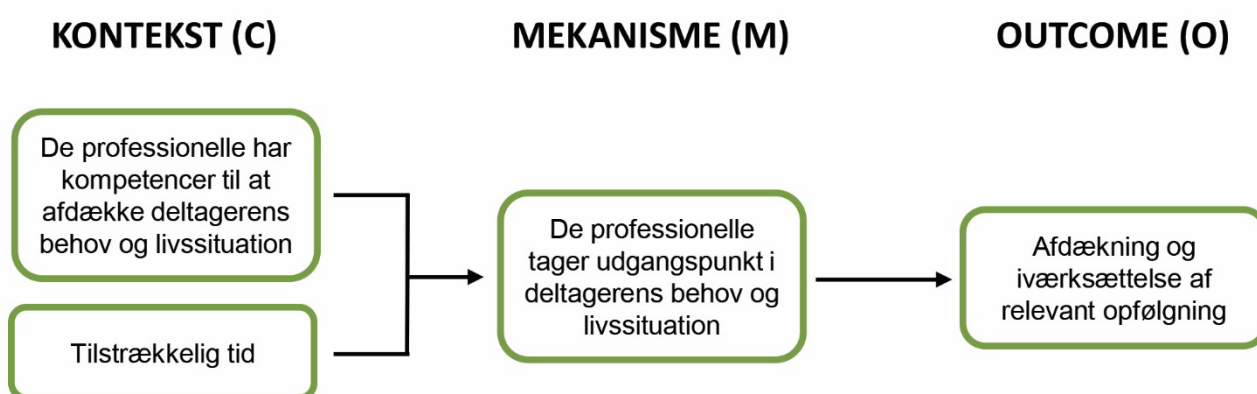 KONTEKST (C)
MEKANISME (M)
OUTCOME (O)
De professionelle har
kompetencer til at
afdække deltagerens
behov og livssituation
Tilstrækkelig tid
De professionelle
tager udgangspunkt i
deltagerens behov og
livssituation
Afdækning og
iværksættelse af
relevant opfølgning